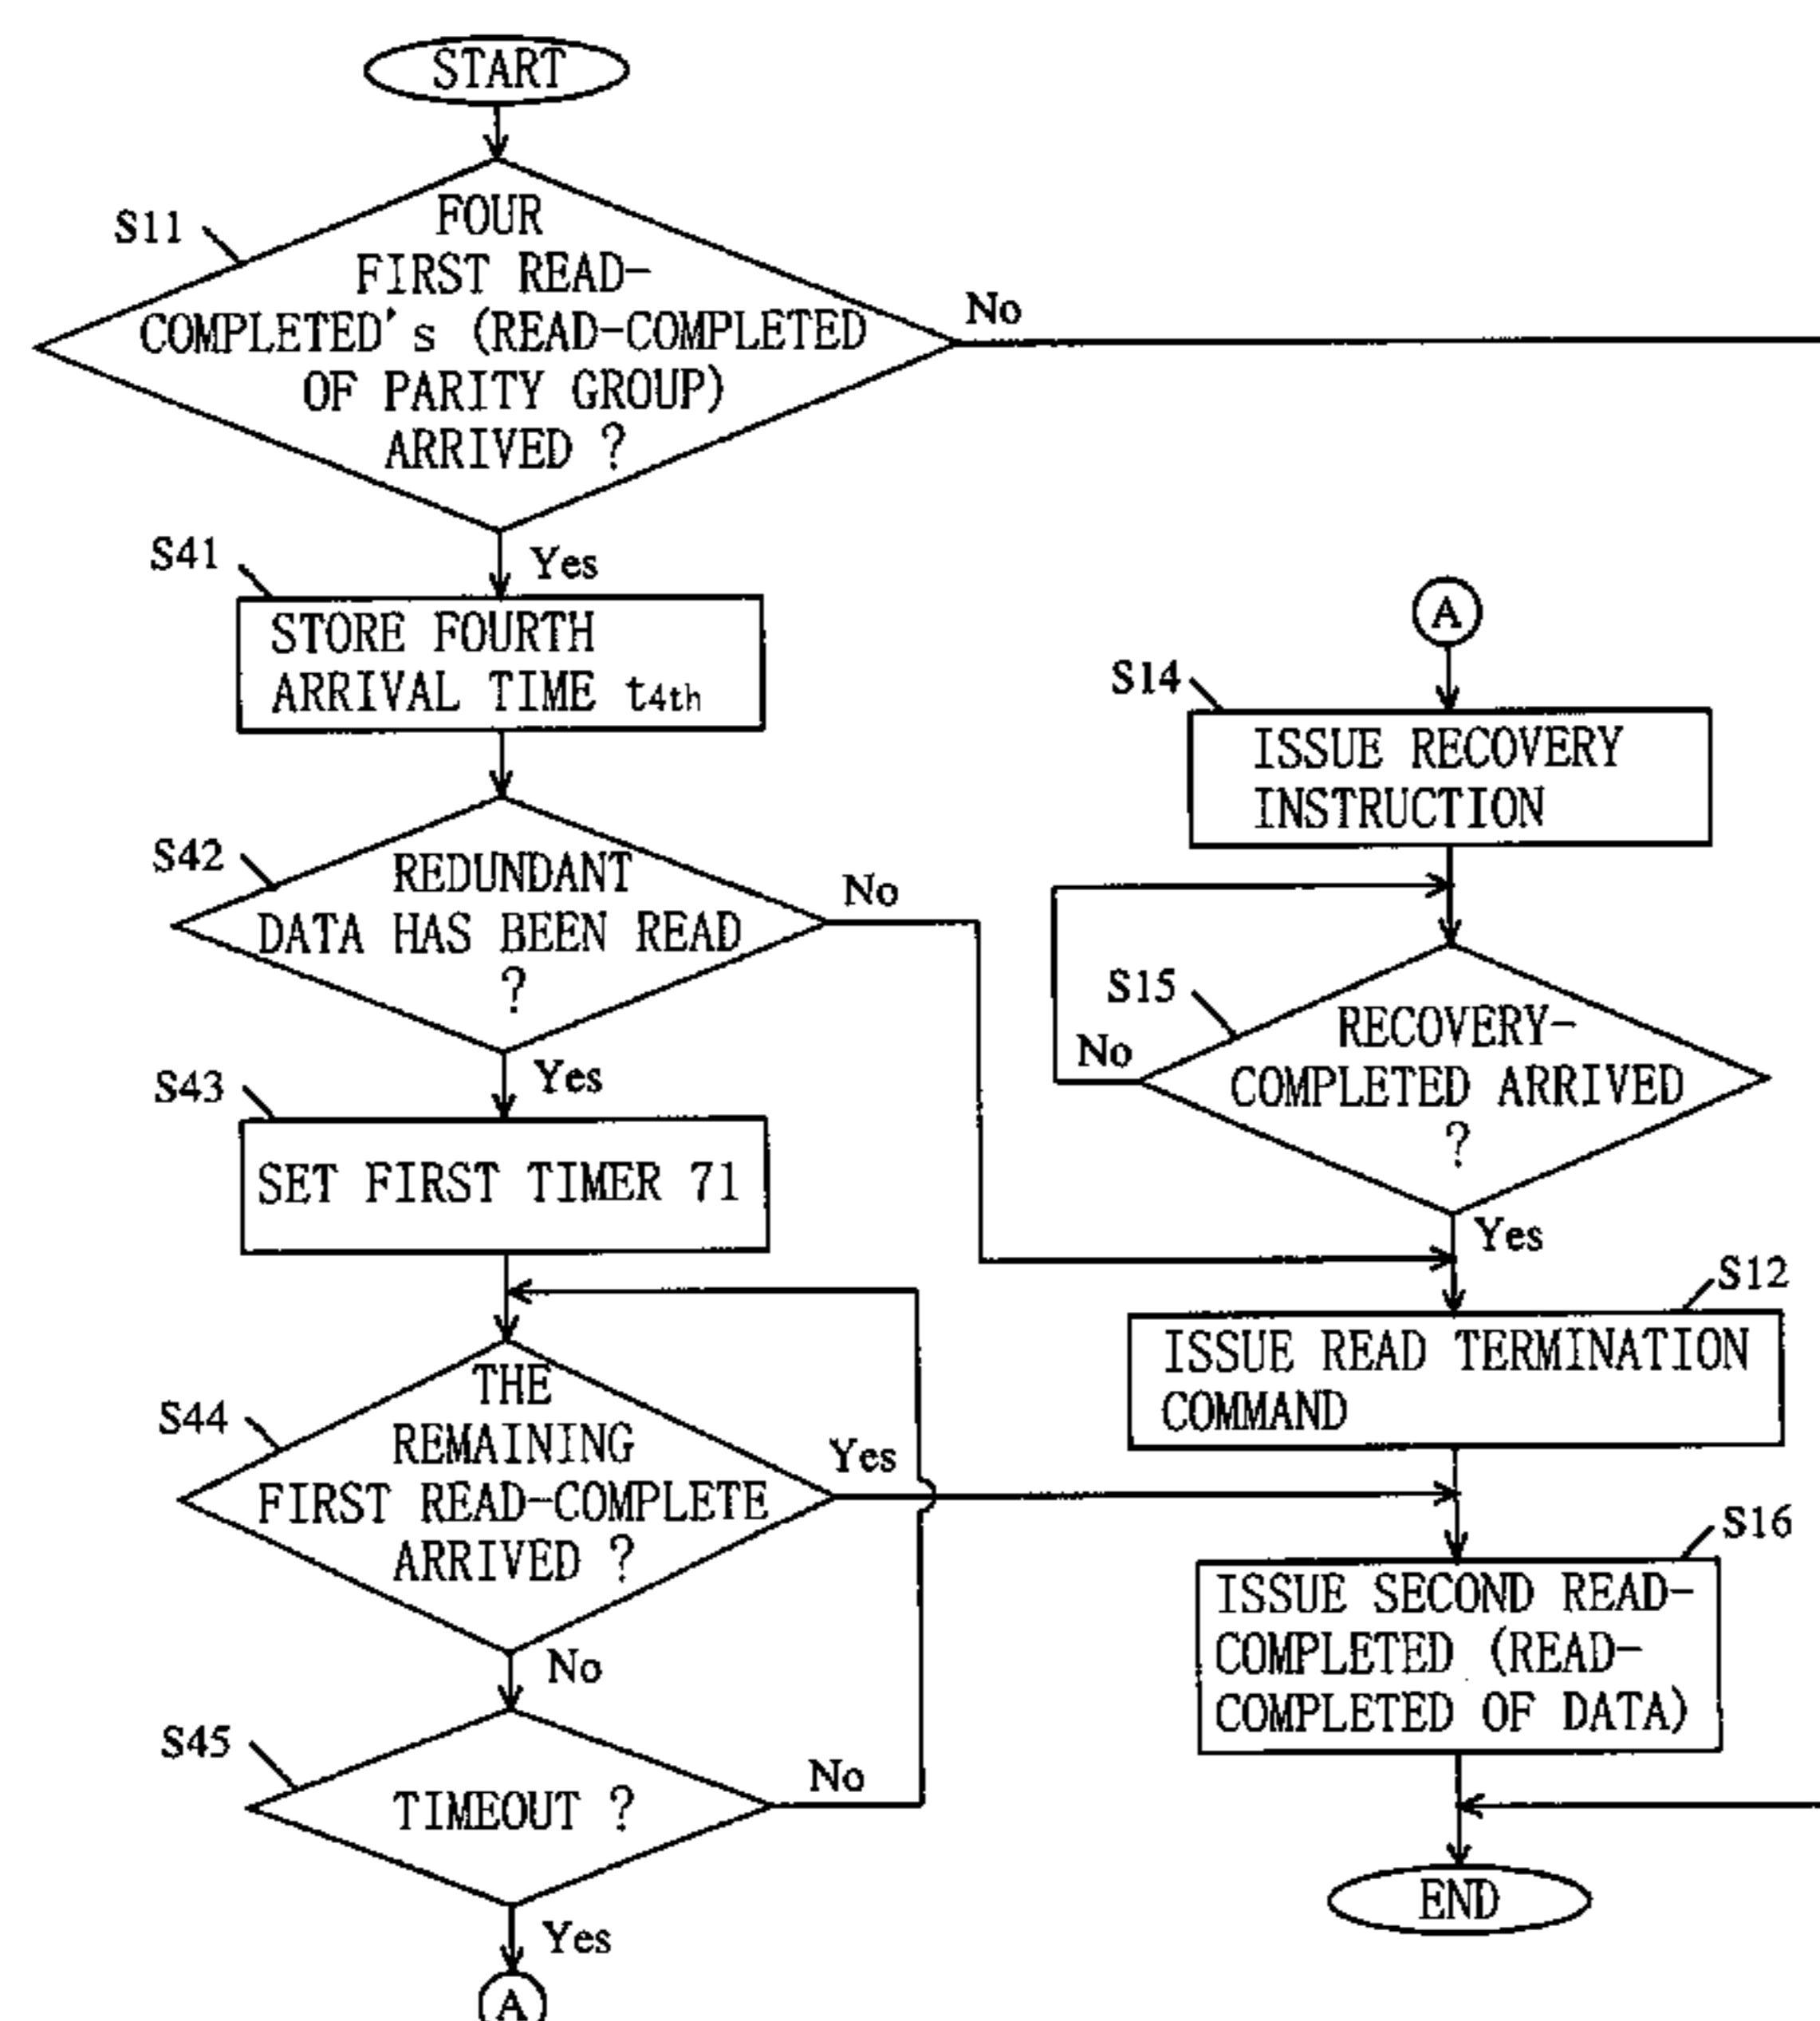 START
S11
FOUR
FIRST READ-
COMPLETED's (READ-COMPLETED
OF PARITY GROUP)
ARRIVED ?
No
Yes
S41
STORE FOURTH
ARRIVAL TIME t4th
S42
REDUNDANT
DATA HAS BEEN READ
?
No
Yes
S43
SET FIRST TIMER 71
S44
THE
REMAINING
FIRST READ-COMPLETE
ARRIVED ?
Yes
No
S45
TIMEOUT ?
No
Yes
A
A
S14
ISSUE RECOVERY
INSTRUCTION
S15
RECOVERY-
COMPLETED ARRIVED
?
No
Yes
S12
ISSUE READ TERMINATION
COMMAND
S16
ISSUE SECOND READ-
COMPLETED (READ-
COMPLETED OF DATA)
END